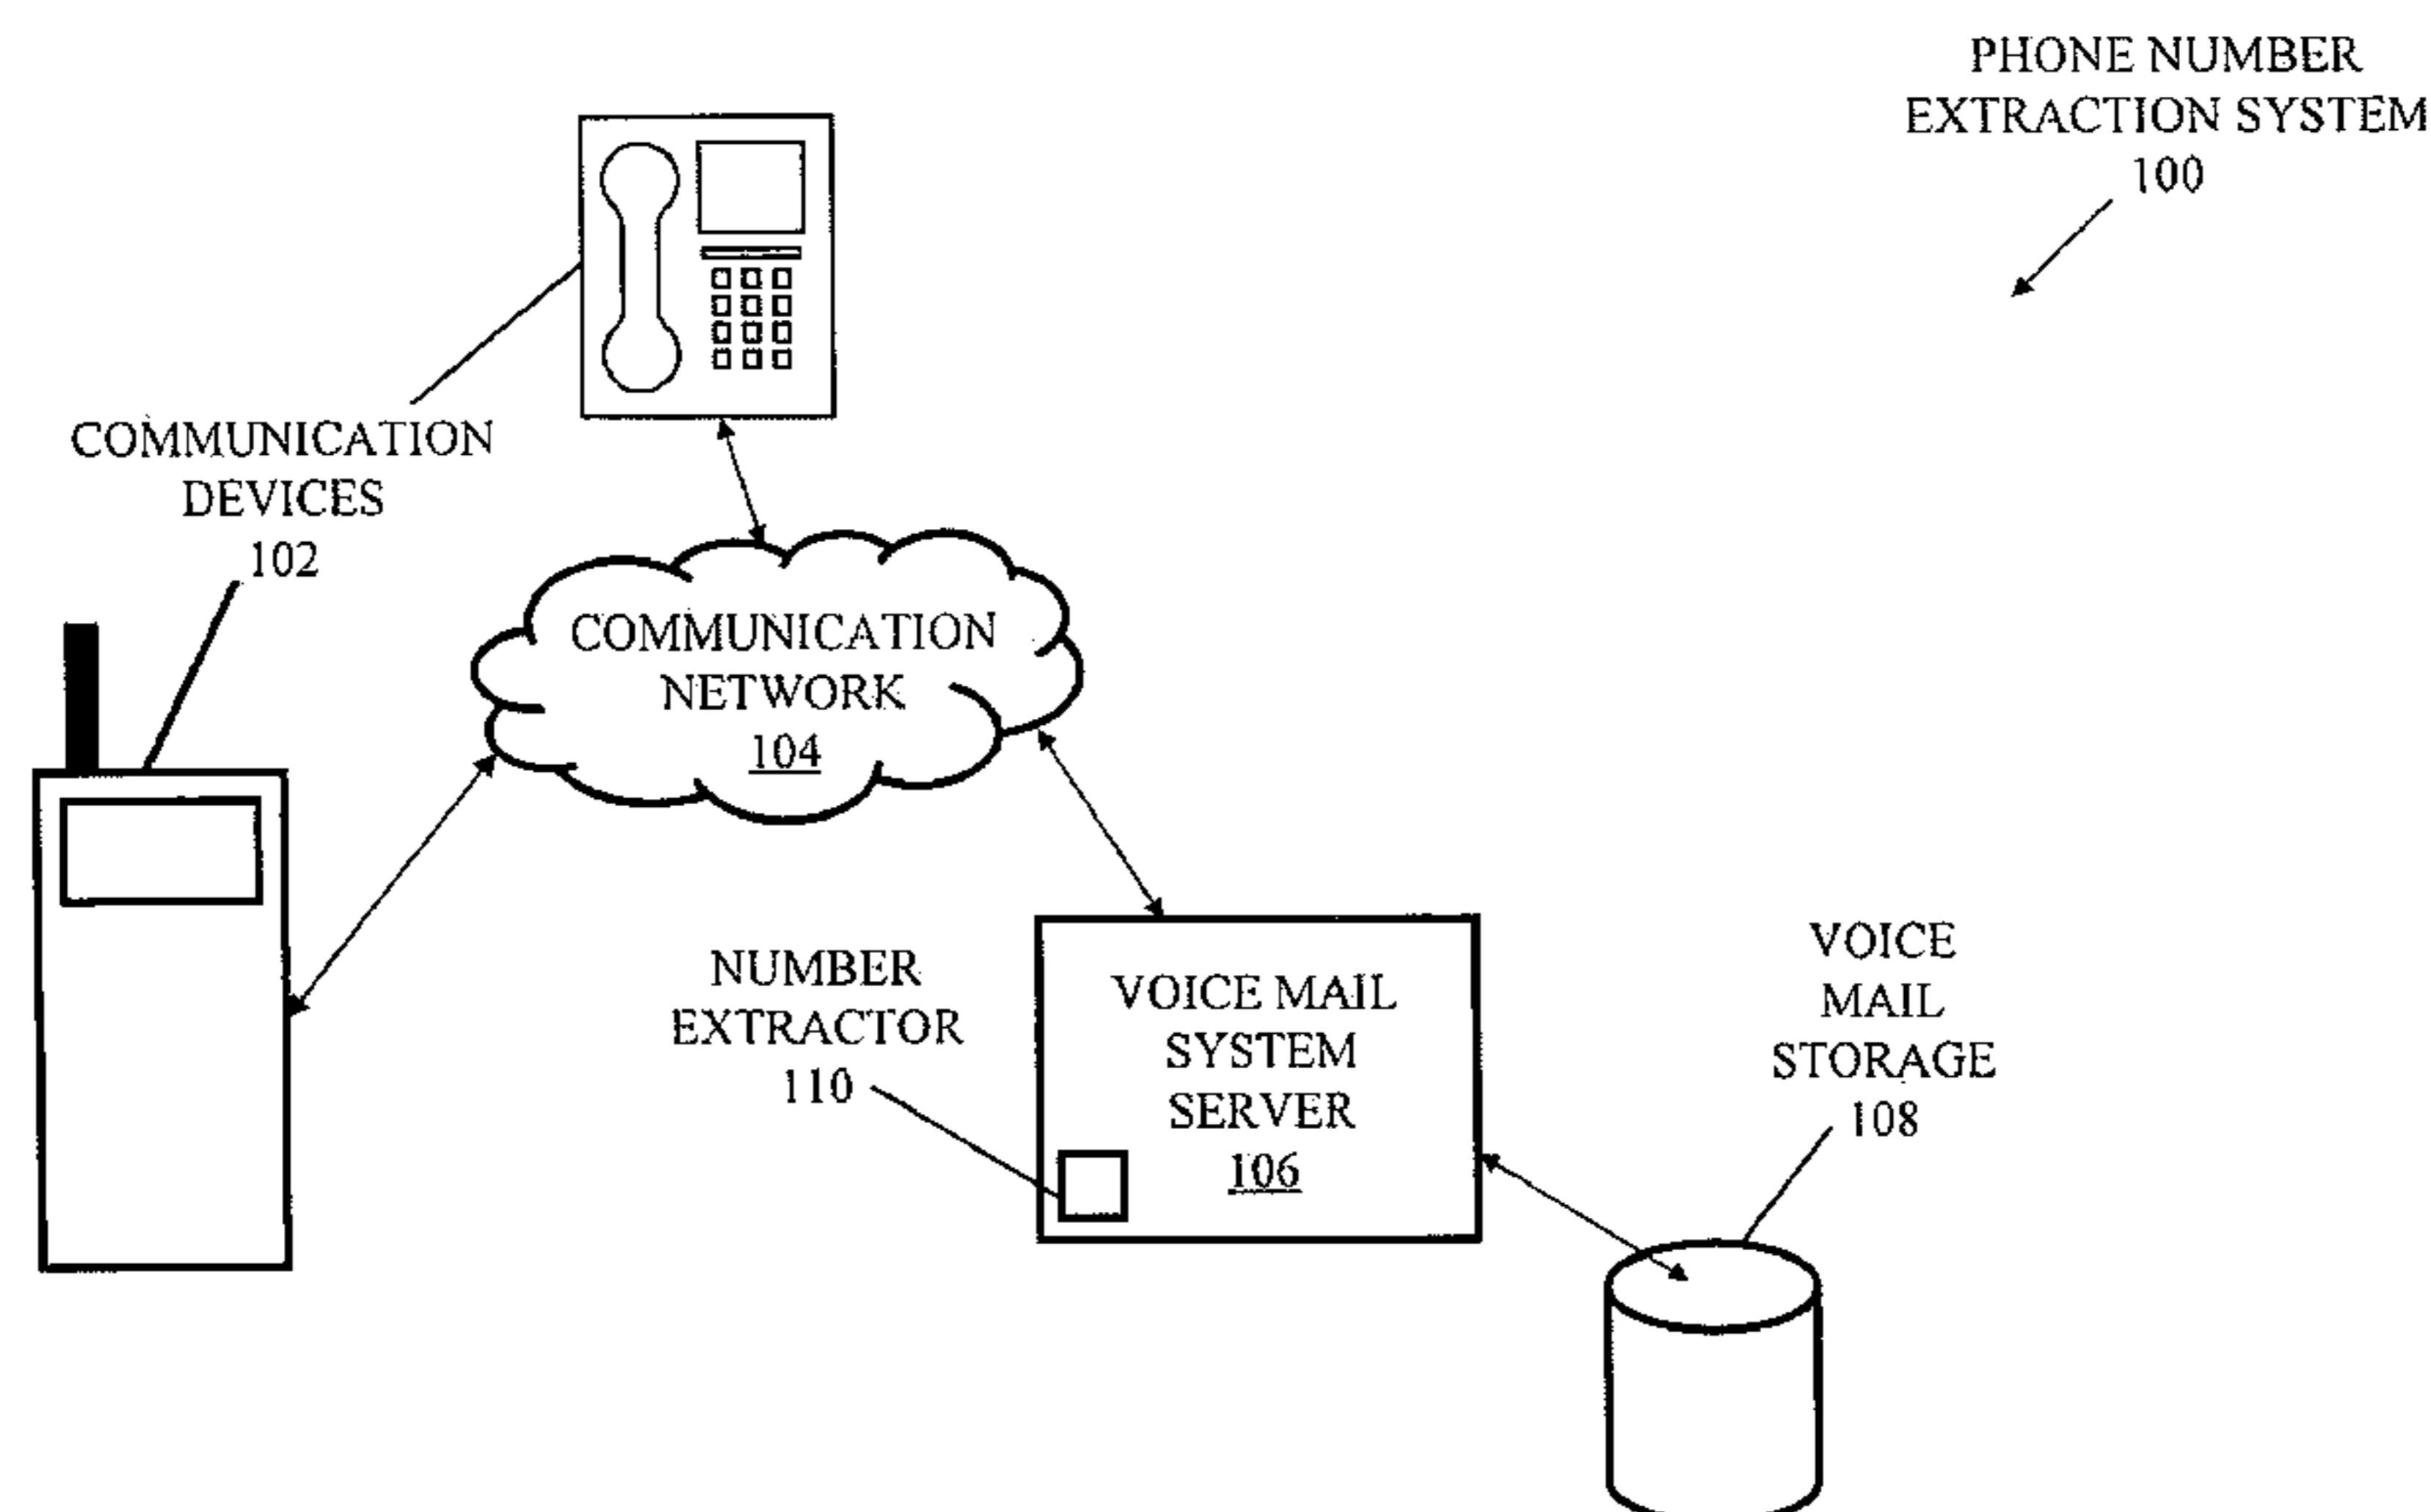 PHONE NUMBER
EXTRACTION SYSTEM
100
COMMUNICATION
DEVICES
102
COMMUNICATION
NETWORK
104
NUMBER
EXTRACTOR
110
VOICE MAIL
SYSTEM
SERVER
106
VOICE
MAIL
STORAGE
108